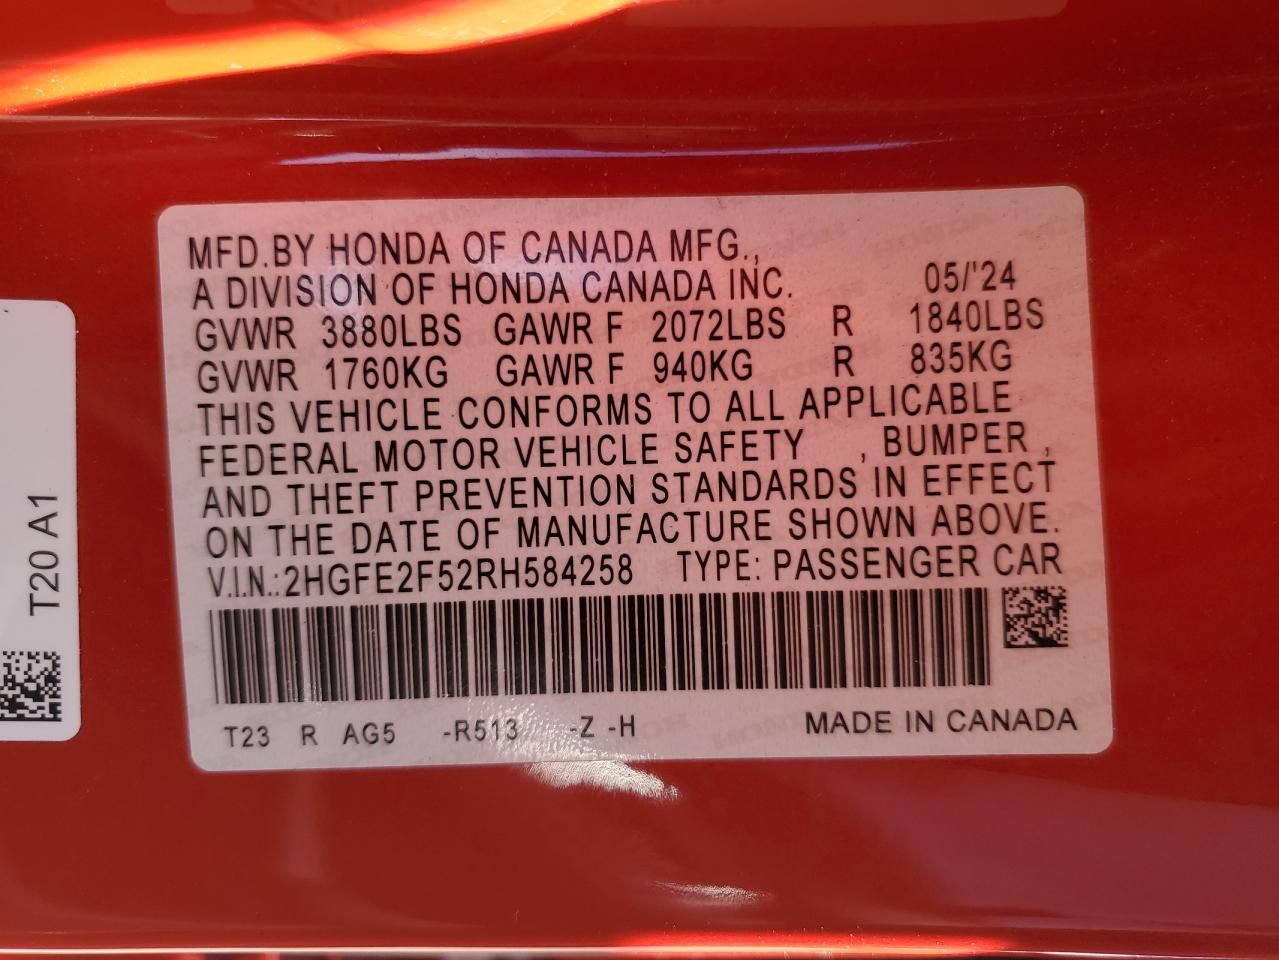 MFD.BY HONDA OF CANADA MFG.,
A DIVISION OF HONDA CANADA INC. 05/'24
GVWR 3880LBS GAWR F 2072LBS R 1840LBS
GVWR 1760KG GAWR F 940KG R 835KG
THIS VEHICLE CONFORMS TO ALL APPLICABLE
FEDERAL MOTOR VEHICLE SAFETY , BUMPER ,
AND THEFT PREVENTION STANDARDS IN EFFECT
ON THE DATE OF MANUFACTURE SHOWN ABOVE.
V.I.N.:2HGFE2F52RH584258 TYPE: PASSENGER CAR
T23 R AG5 -R513 -Z -H MADE IN CANADA
T20 A1